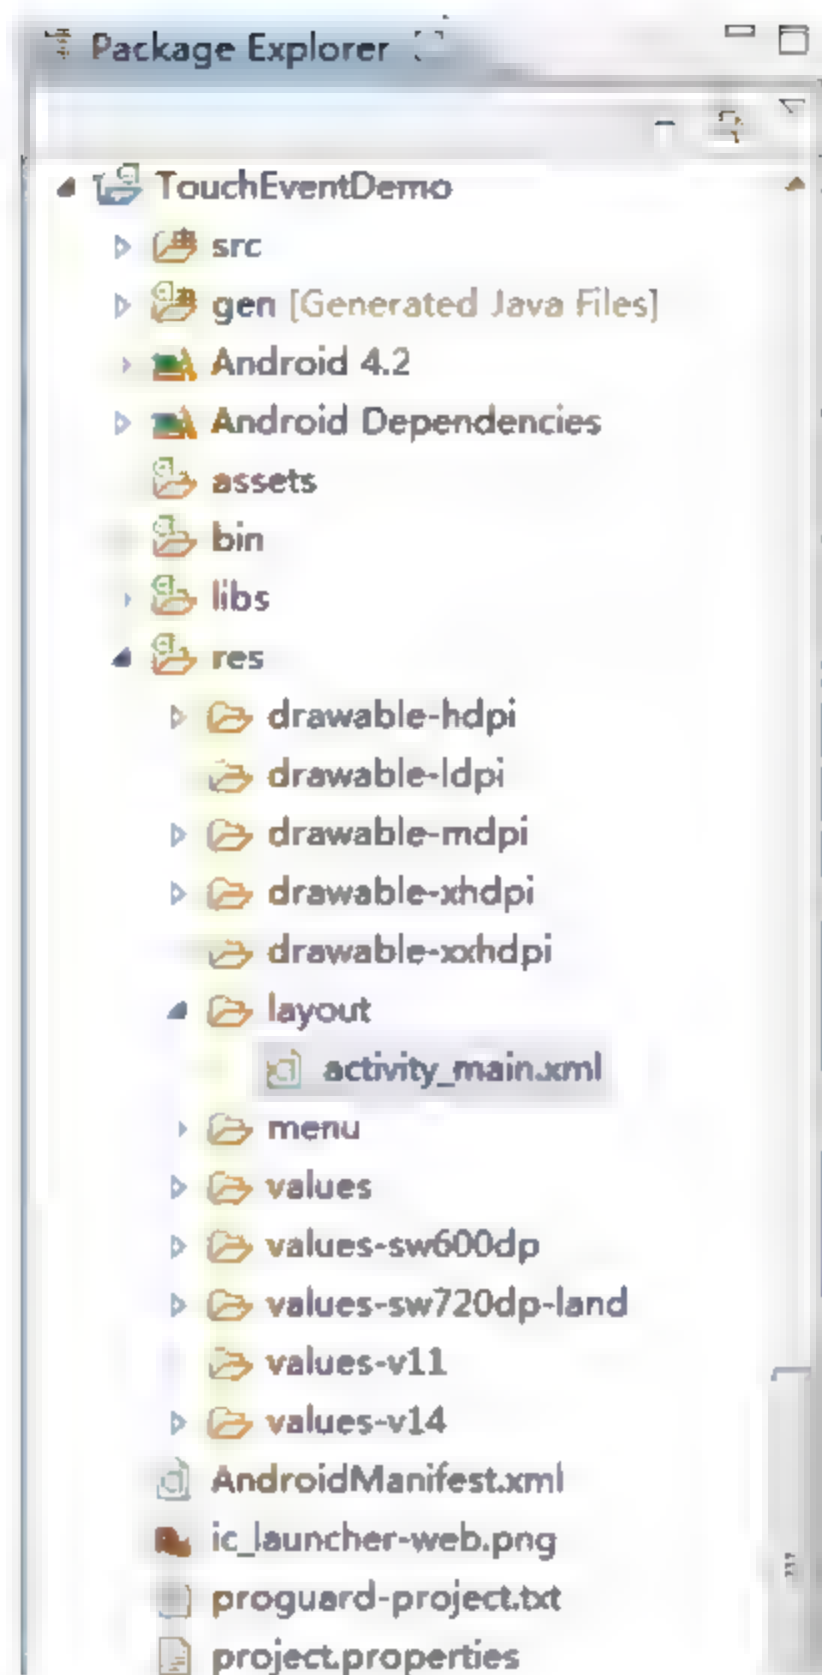 Package Explorer
TouchEventDemo
src
gen [Generated Java Files]
Android 4.2
Android Dependencies
assets
bin
libs
res
drawable-hdpi
drawable-ldpi
drawable-mdpi
drawable-xhdpi
drawable-xxhdpi
layout
activity_main.xml
menu
values
values-sw600dp
values-sw720dp-land
values-v11
values-v14
AndroidManifest.xml
ic_launcher-web.png
proguard-project.txt
project.properties